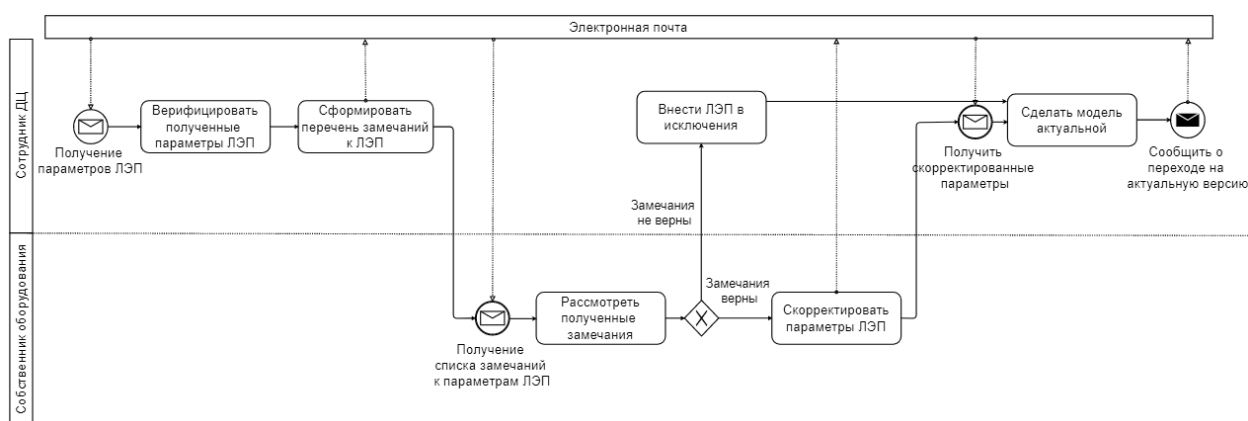 Электронная почта
Сотрудник ДЦ
Получение
параметров ЛЭП
Верифицировать
полученные
параметры ЛЭП
Сформировать
перечень замечаний
к ЛЭП
Внести ЛЭП в
исключения
Получить
скорректированные
параметры
Сделать модель
актуальной
Сообщить о
переходе на
актуальную версию
Замечания
не верны
Собственник оборудования
Получение
списка замечаний
к параметрам ЛЭП
Рассмотреть
полученные
замечания
Замечания
верны
Скорректировать
параметры ЛЭП